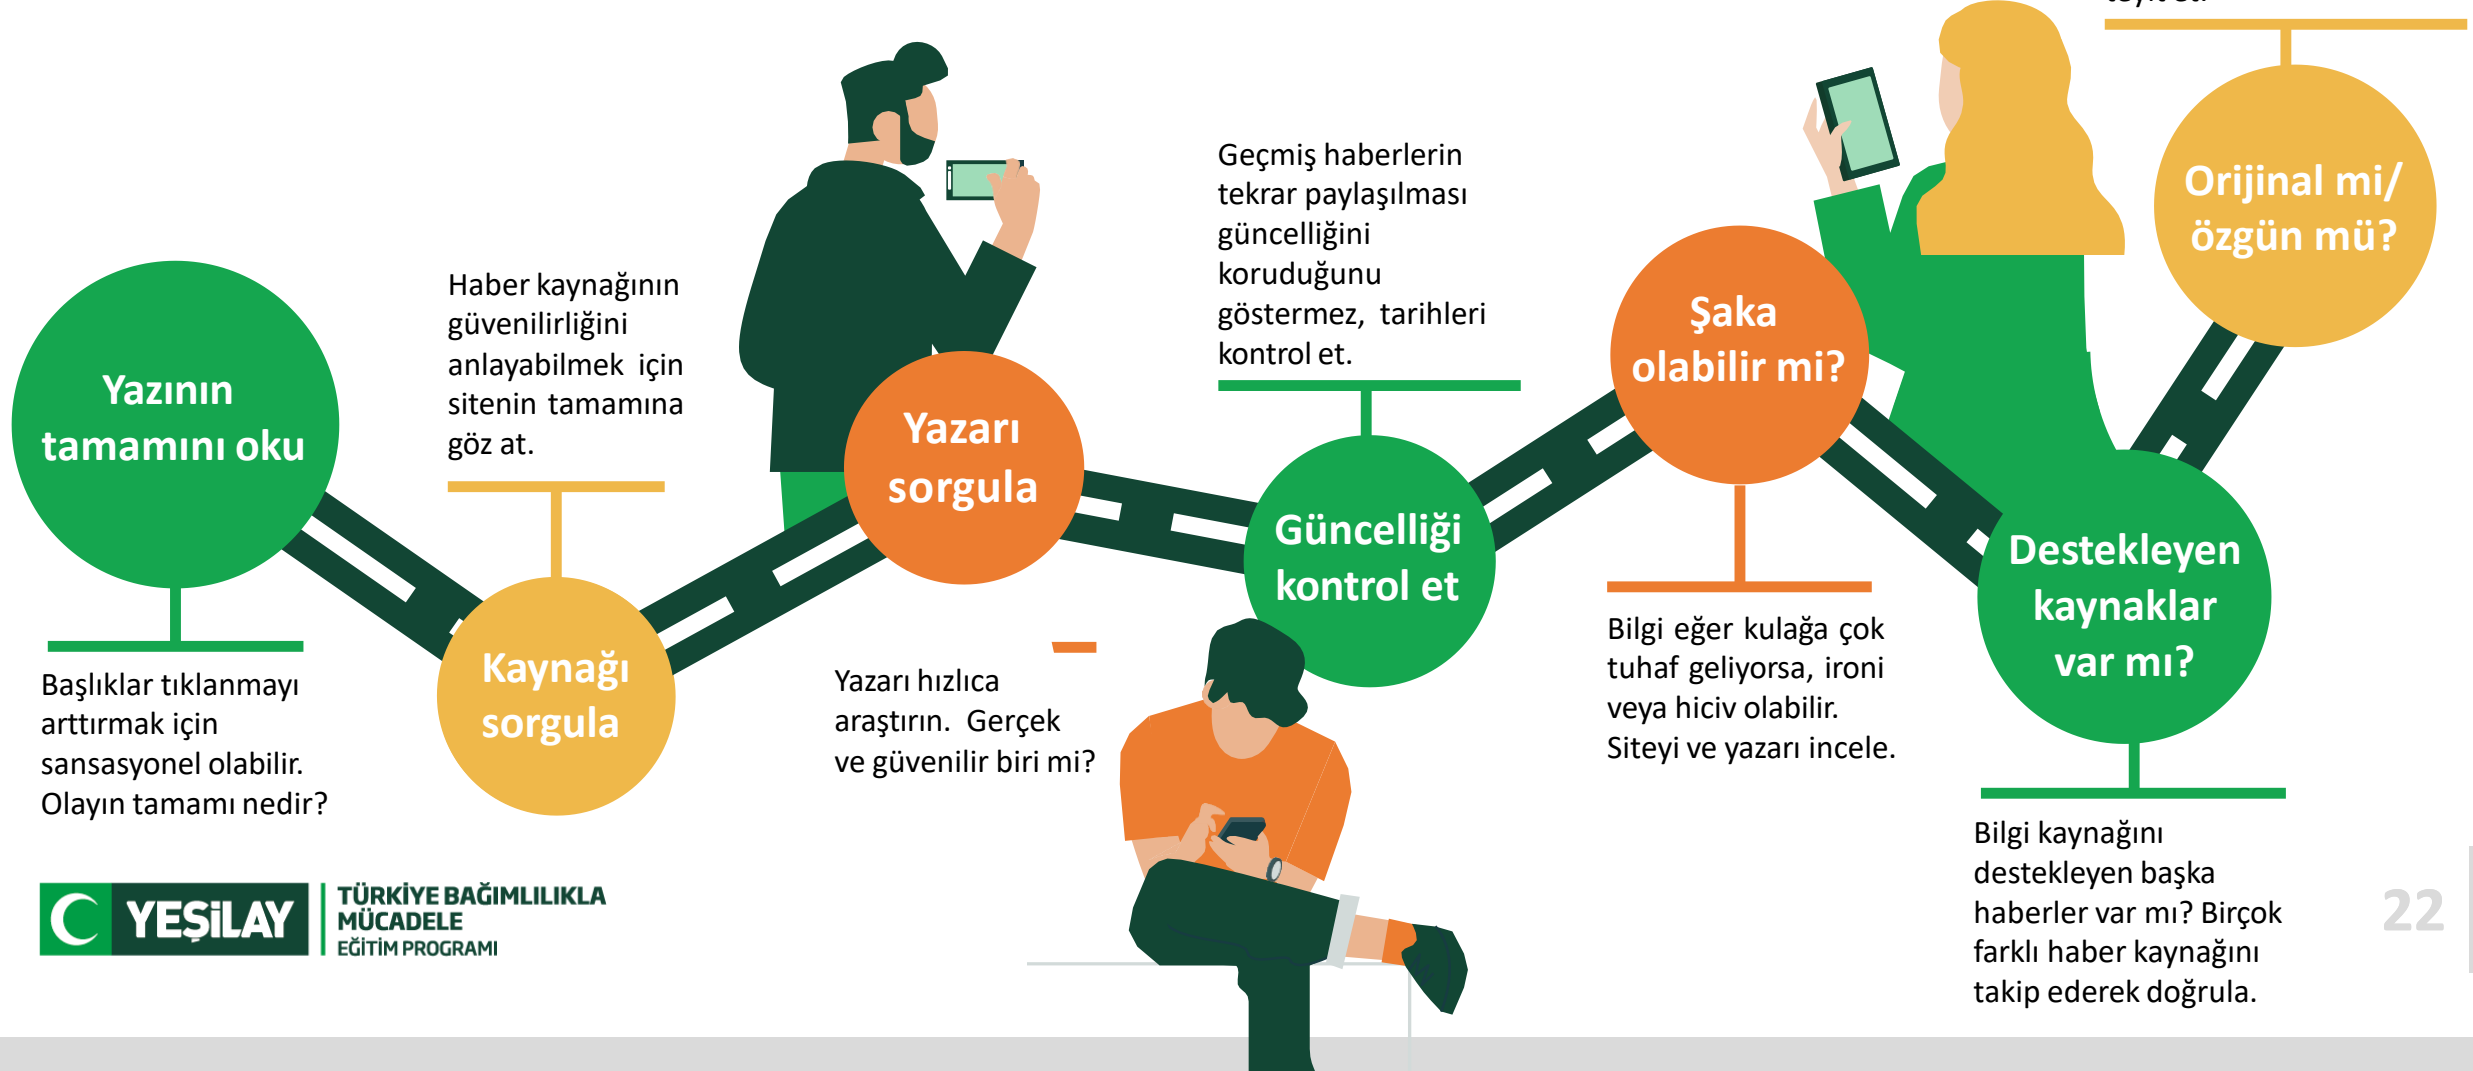 Yazının
tamamını oku
Başlıklar tıklanmayı
arttırmak için
sansasyonel olabilir.
Olayın tamamı nedir?
Haber kaynağının
güvenilirliğini
anlayabilmek için
sitenin tamamına
göz at.
Kaynağı
sorgula
Yazarı
sorgula
Yazarı hızlıca
araştırın. Gerçek
ve güvenilir biri mi?
Geçmiş haberlerin
tekrar paylaşılması
güncelliğini
koruduğunu
göstermez, tarihleri
kontrol et.
Güncelliği
kontrol et
Şaka
olabilir mi?
Bilgi eğer kulağa çok
tuhaf geliyorsa, ironi
veya hiciv olabilir.
Siteyi ve yazarı incele.
Destekleyen
kaynaklar
var mı?
Bilgi kaynağını
destekleyen başka
haberler var mı? Birçok
farklı haber kaynağını
takip ederek doğrula.
Orijinal mi/
özgün mü?
YEŞİLAY
TÜRKİYE BAĞIMLILIKLA
MÜCADELE
EĞİTİM PROGRAMI
22